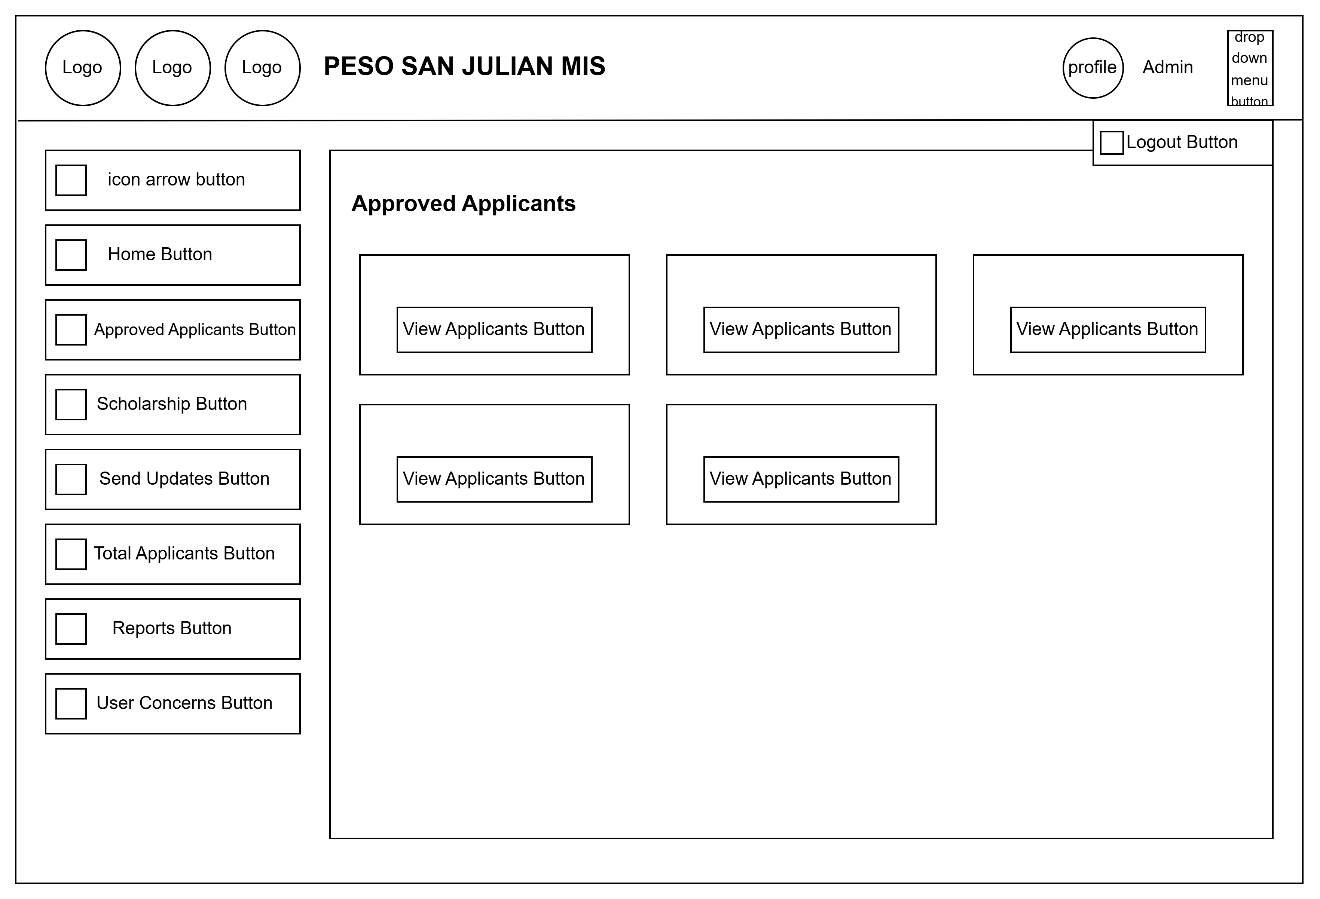 Logo
Logo
Logo
PESO SAN JULIAN MIS
profile
Admin
drop
down
menu
button
Logout Button
icon arrow button
Home Button
Approved Applicants Button
Scholarship Button
Send Updates Button
Total Applicants Button
Reports Button
User Concerns Button
Approved Applicants
View Applicants Button
View Applicants Button
View Applicants Button
View Applicants Button
View Applicants Button